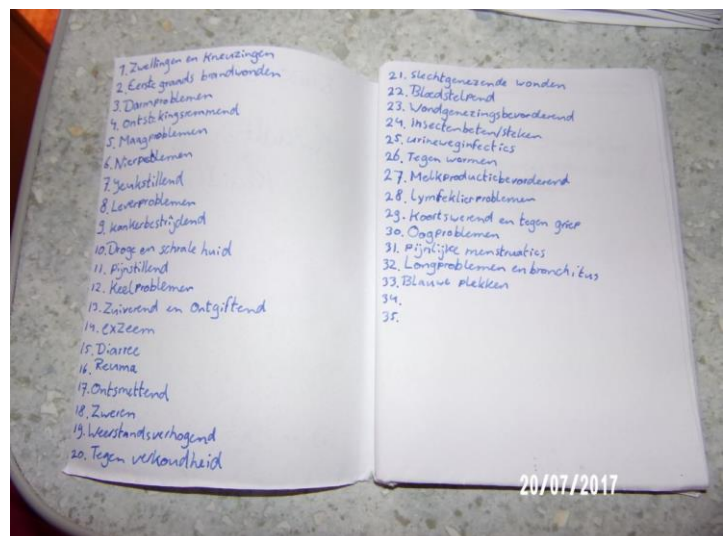 1. Zwellingen en Kneuzingen
2. Eerste graads brandwonden
3. Darmproblemen
4. Ontstekingsremmend
5. Maagproblemen
6. Nierpoblemen
7. Jeukstillend
8. Leverproblemen
9. kankerbestrijdend
10. Droge en schrale huid
11. Pijnstillend
12. Keelproblemen
13. Zuiverend en Ontgiftend
14. exZeem
15. Diarree
16. Reuma
17. Ontsmettend
18. Zweren
19. Weerstandsverhogend
20. Tegen verkoudheid
21. slechtgenezende wonden
22. Bloedstelpend
23. Wondgenezingsbevorderend
24. Insectenbeten/steken
25. urineweginfecties
26. Tegen wormen
27. Melkproductiebevorderend
28. Lymfeklierproblemen
29. Koortswerend en tegen griep
30. Oogproblemen
31. Pijnlijke menstruaties
32. Longproblemen en bronchitus
33. Blauwe plekken
34.
35.
20/07/2017